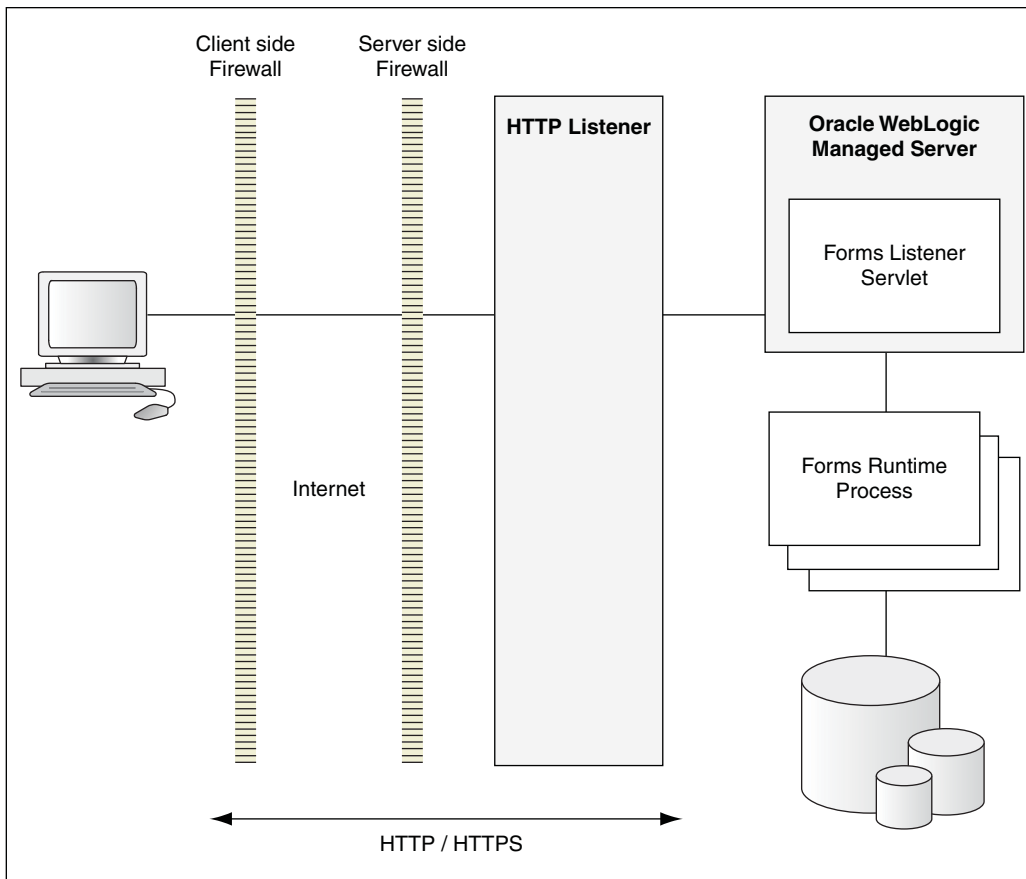 Client side
Firewall
Server side
Firewall
HTTP Listener
Oracle WebLogic
Managed Server
Forms Listener
Servlet
Internet
Forms Runtime
Process
HTTP / HTTPS